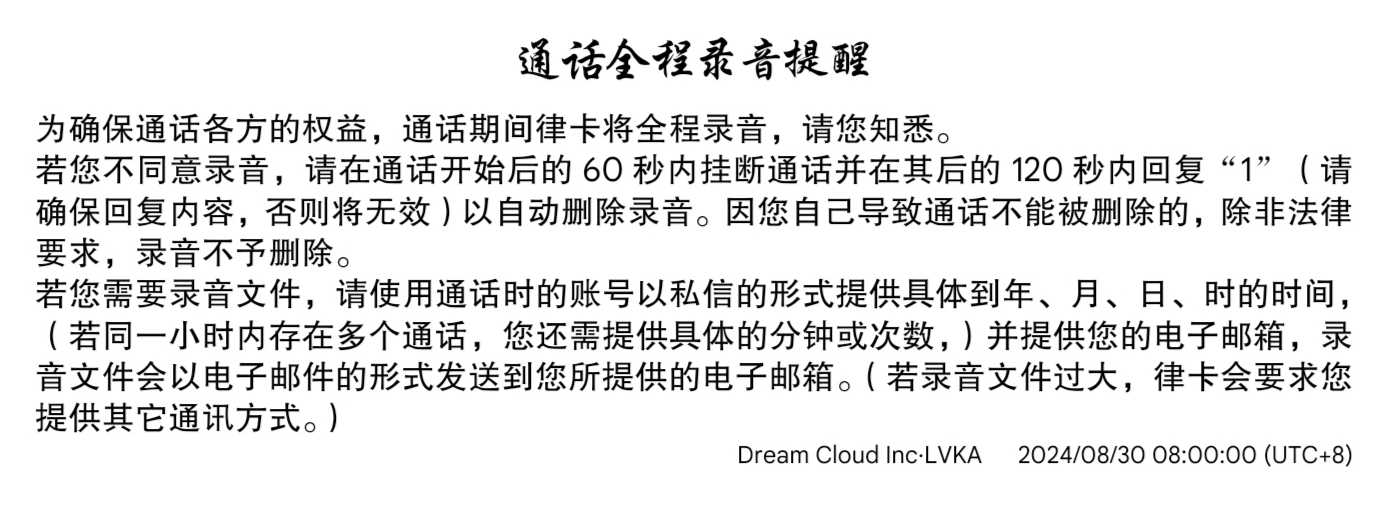 通话全程录音提醒
为确保通话各方的权益，通话期间律卡将全程录音，请您知悉。
若您不同意录音，请在通话开始后的 60 秒内挂断通话并在其后的 120 秒内回复“1”（请
确保回复内容，否则将无效）以自动删除录音。因您自己导致通话不能被删除的，除非法律
要求，录音不予删除。
若您需要录音文件，请使用通话时的账号以私信的形式提供具体到年、月、日、时的时间，
（若同一小时内存在多个通话，您还需提供具体的分钟或次数，）并提供您的电子邮箱，录
音文件会以电子邮件的形式发送到您所提供的电子邮箱。（若录音文件过大，律卡会要求您
提供其它通讯方式。）
Dream Cloud Inc·LVKA 2024/08/30 08:00:00 (UTC+8)